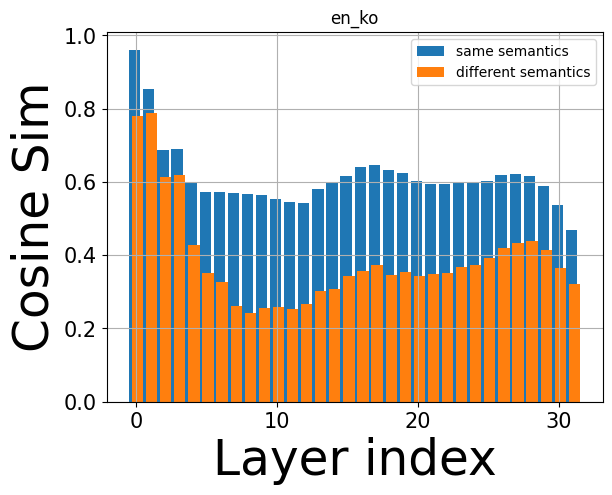 en_ko
same semantics
different semantics
Cosine Sim
1.0
0.8
0.6
0.4
0.2
0.0
0 10 20 30
Layer index